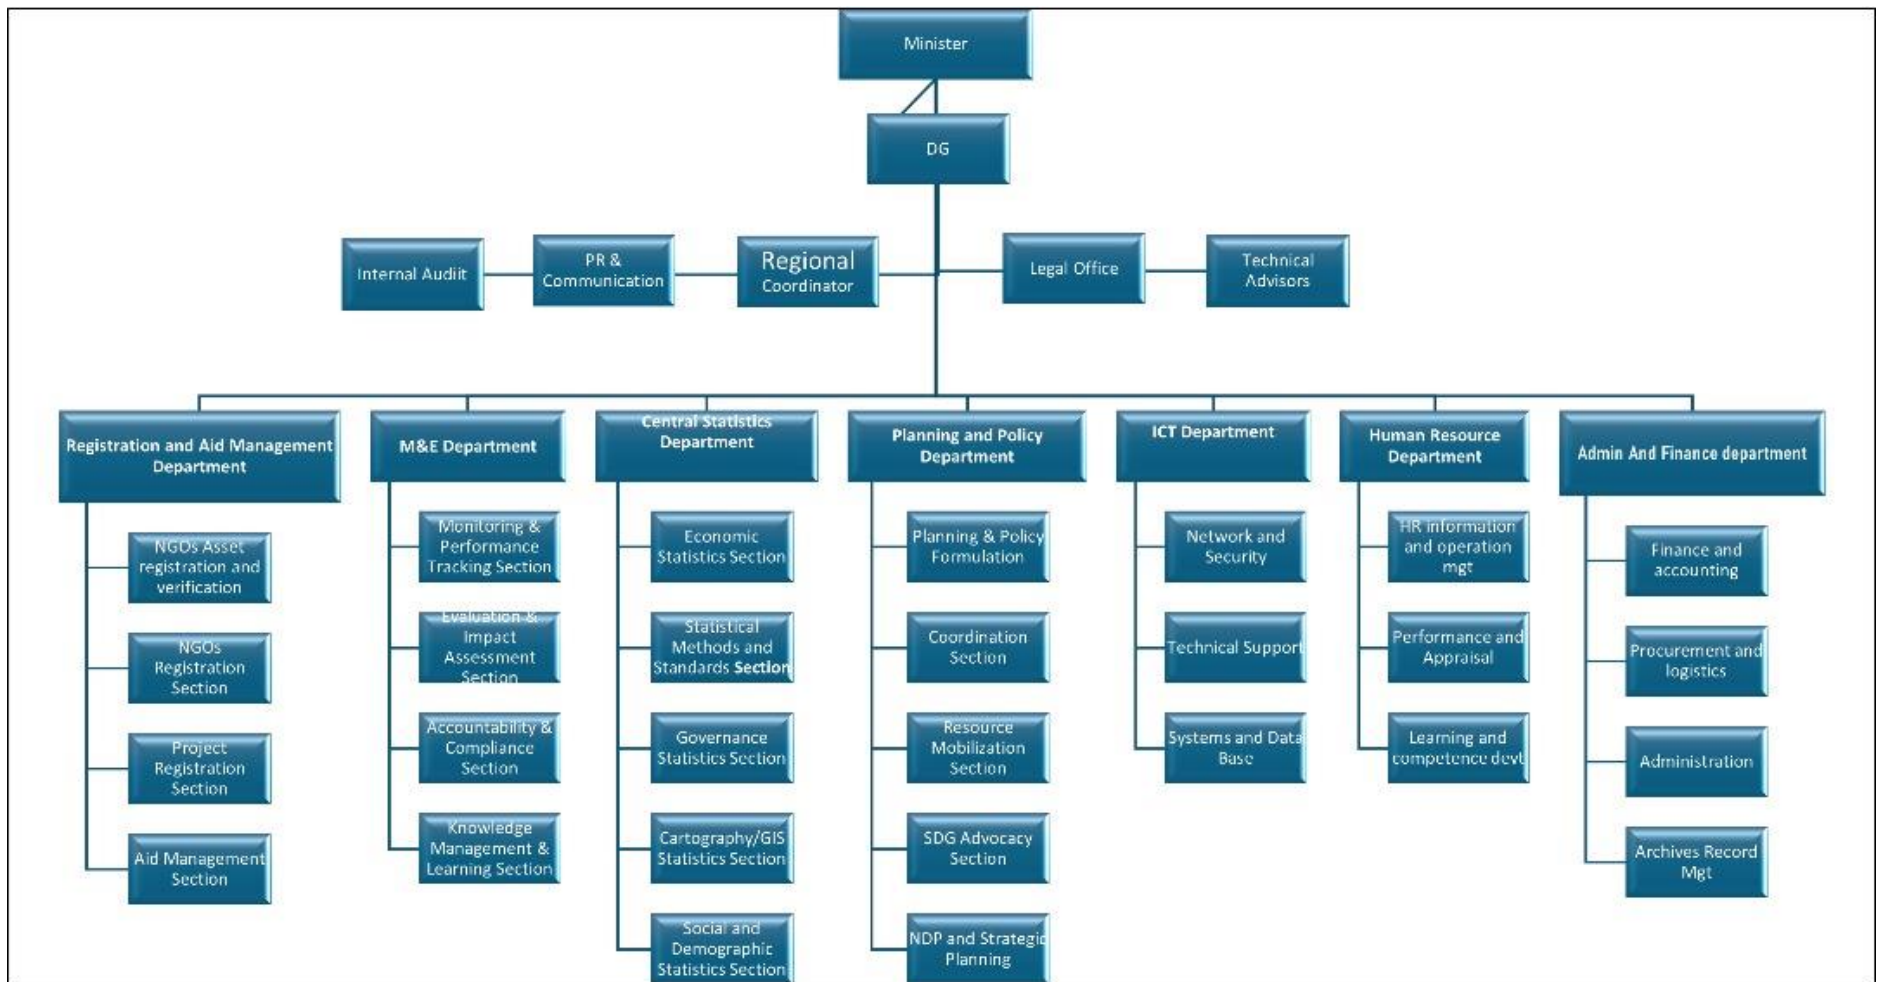 Minister
DG
Internal Audiit
PR &
Communication
Regional
Coordinator
Legal Office
Technical
Advisors
Registration and Aid Management
Department
NGOs Asset
registration and
verification
NGOs
Registration
Section
Project
Registration
Section
Aid Management
Section
M&E Department
Monitoring &
Performance
Tracking Section
Evaluation &
Impact
Assessment
Section
Accountability &
Compliance
Section
Knowledge
Management &
Learning Section
Central Statistics
Department
Economic
Statistics Section
Statistical
Methods and
Standards Section
Governance
Statistics Section
Cartography/GIS
Statistics Section
Social and
Demographic
Statistics Section
Planning and Policy
Department
Planning & Policy
Formulation
Coordination
Section
Resource
Mobilization
Section
SDG Advocacy
Section
NDP and Strategic
Planning
ICT Department
Network and
Security
Technical Support
Systems and Data
Base
Human Resource
Department
HR information
and operation
mgt
Performance and
Appraisal
Learning and
competence devt
Admin And Finance department
Finance and
accounting
Procurement and
logistics
Administration
Archives Record
Mgt